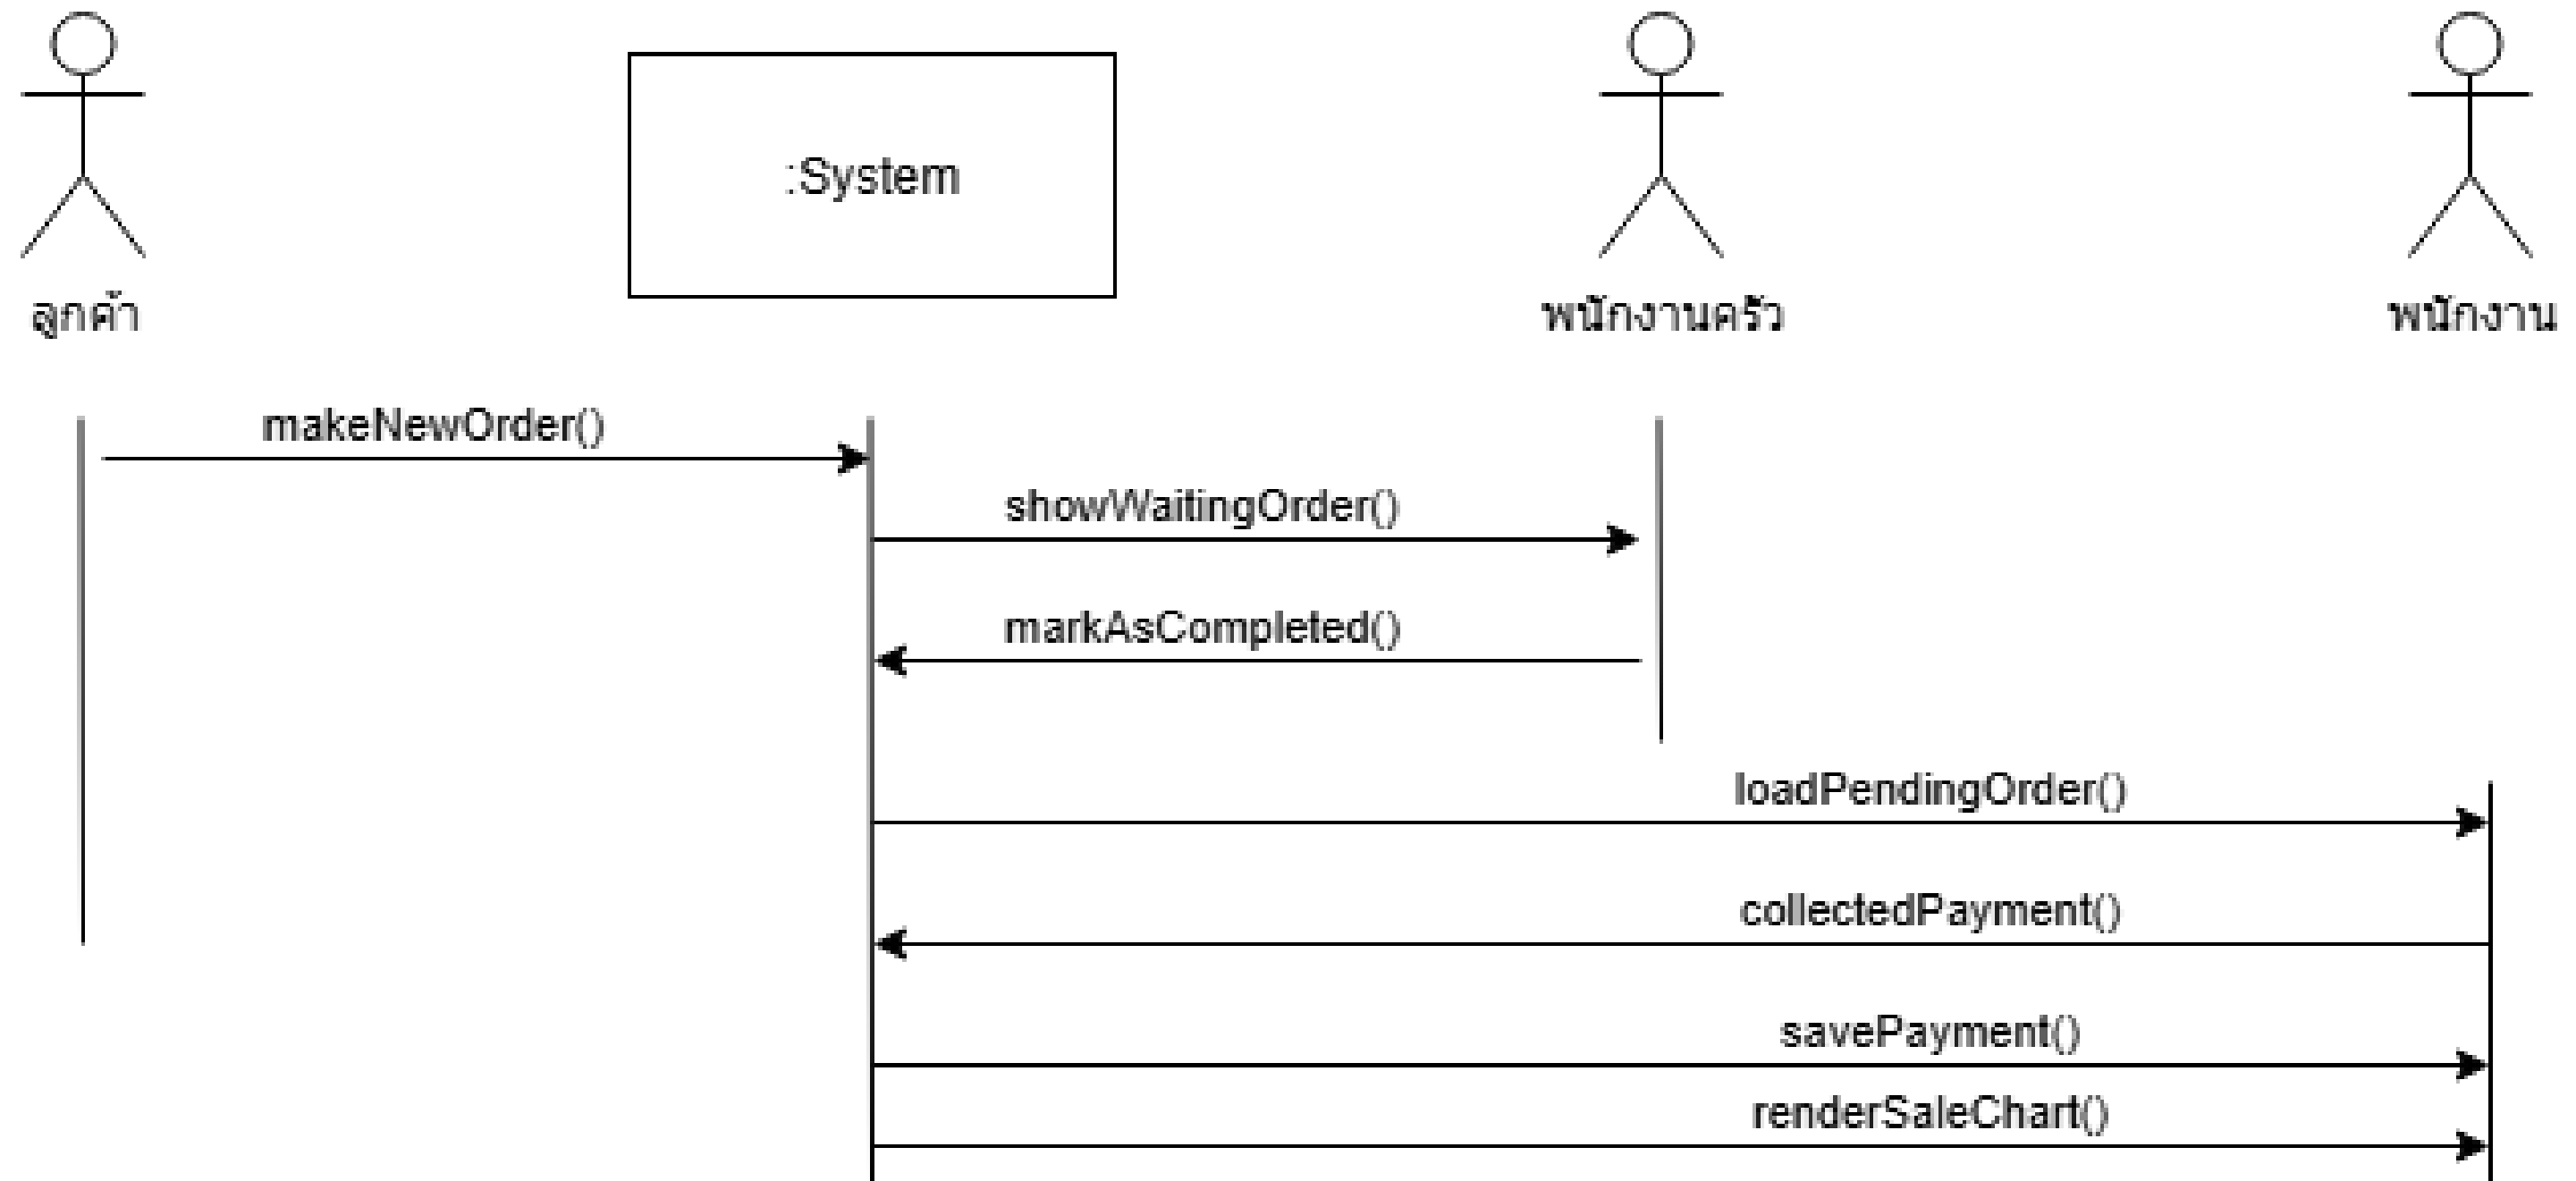 :System
ลูกค้า
พนักงานครัว
พนักงาน
makeNewOrder()
showWaitingOrder()
markAsCompleted()
loadPendingOrder()
collectedPayment()
savePayment()
renderSaleChart()